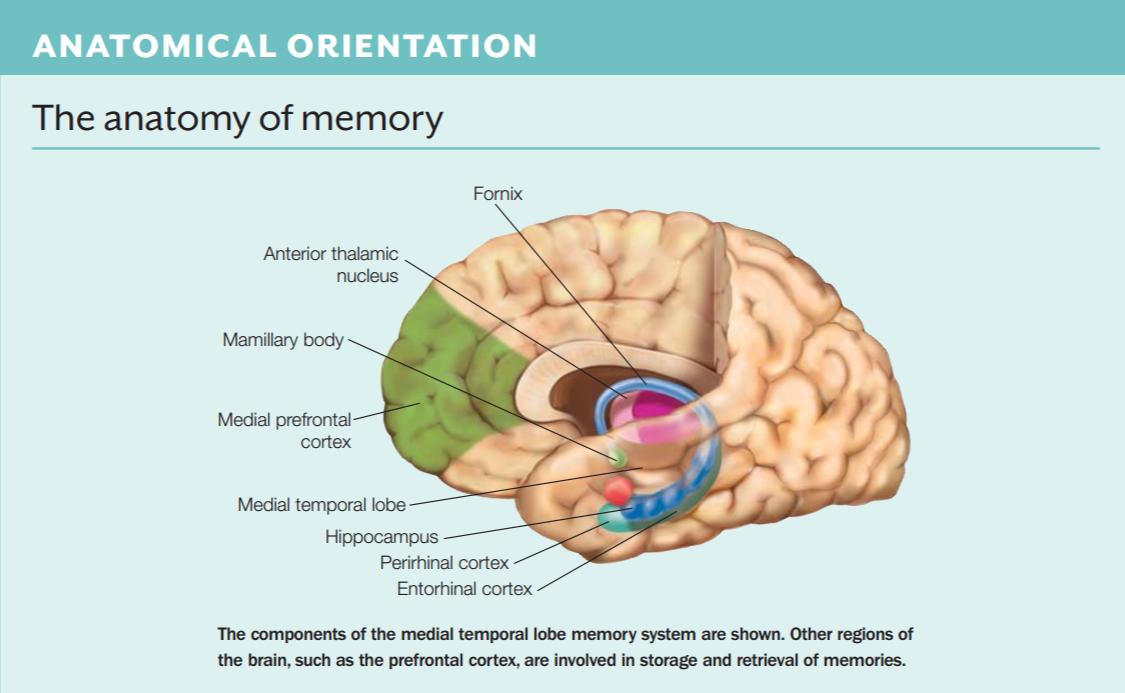 ANATOMICAL ORIENTATION
The anatomy of memory
Fornix
Anterior thalamic
nucleus
Mamillary body
Medial prefrontal
cortex
Medial temporal lobe
Hippocampus
Perirhinal cortex
Entorhinal cortex
The components of the medial temporal lobe memory system are shown. Other regions of
the brain, such as the prefrontal cortex, are involved in storage and retrieval of memories.